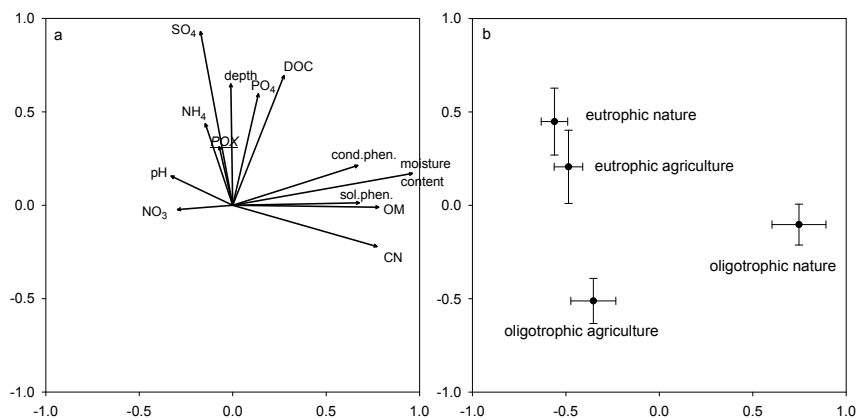 a
SO4
DOC
depth
PO4
NH4
POX
cond.phen.
moisture
content
pH
sol.phen.
NO3
OM
CN
1.0
0.5
0.0
-0.5
-1.0
-1.0 -0.5 0.0 0.5 1.0
b
eutrophic nature
eutrophic agriculture
oligotrophic nature
oligotrophic agriculture
1.0
0.5
0.0
-0.5
-1.0
-1.0 -0.5 0.0 0.5 1.0